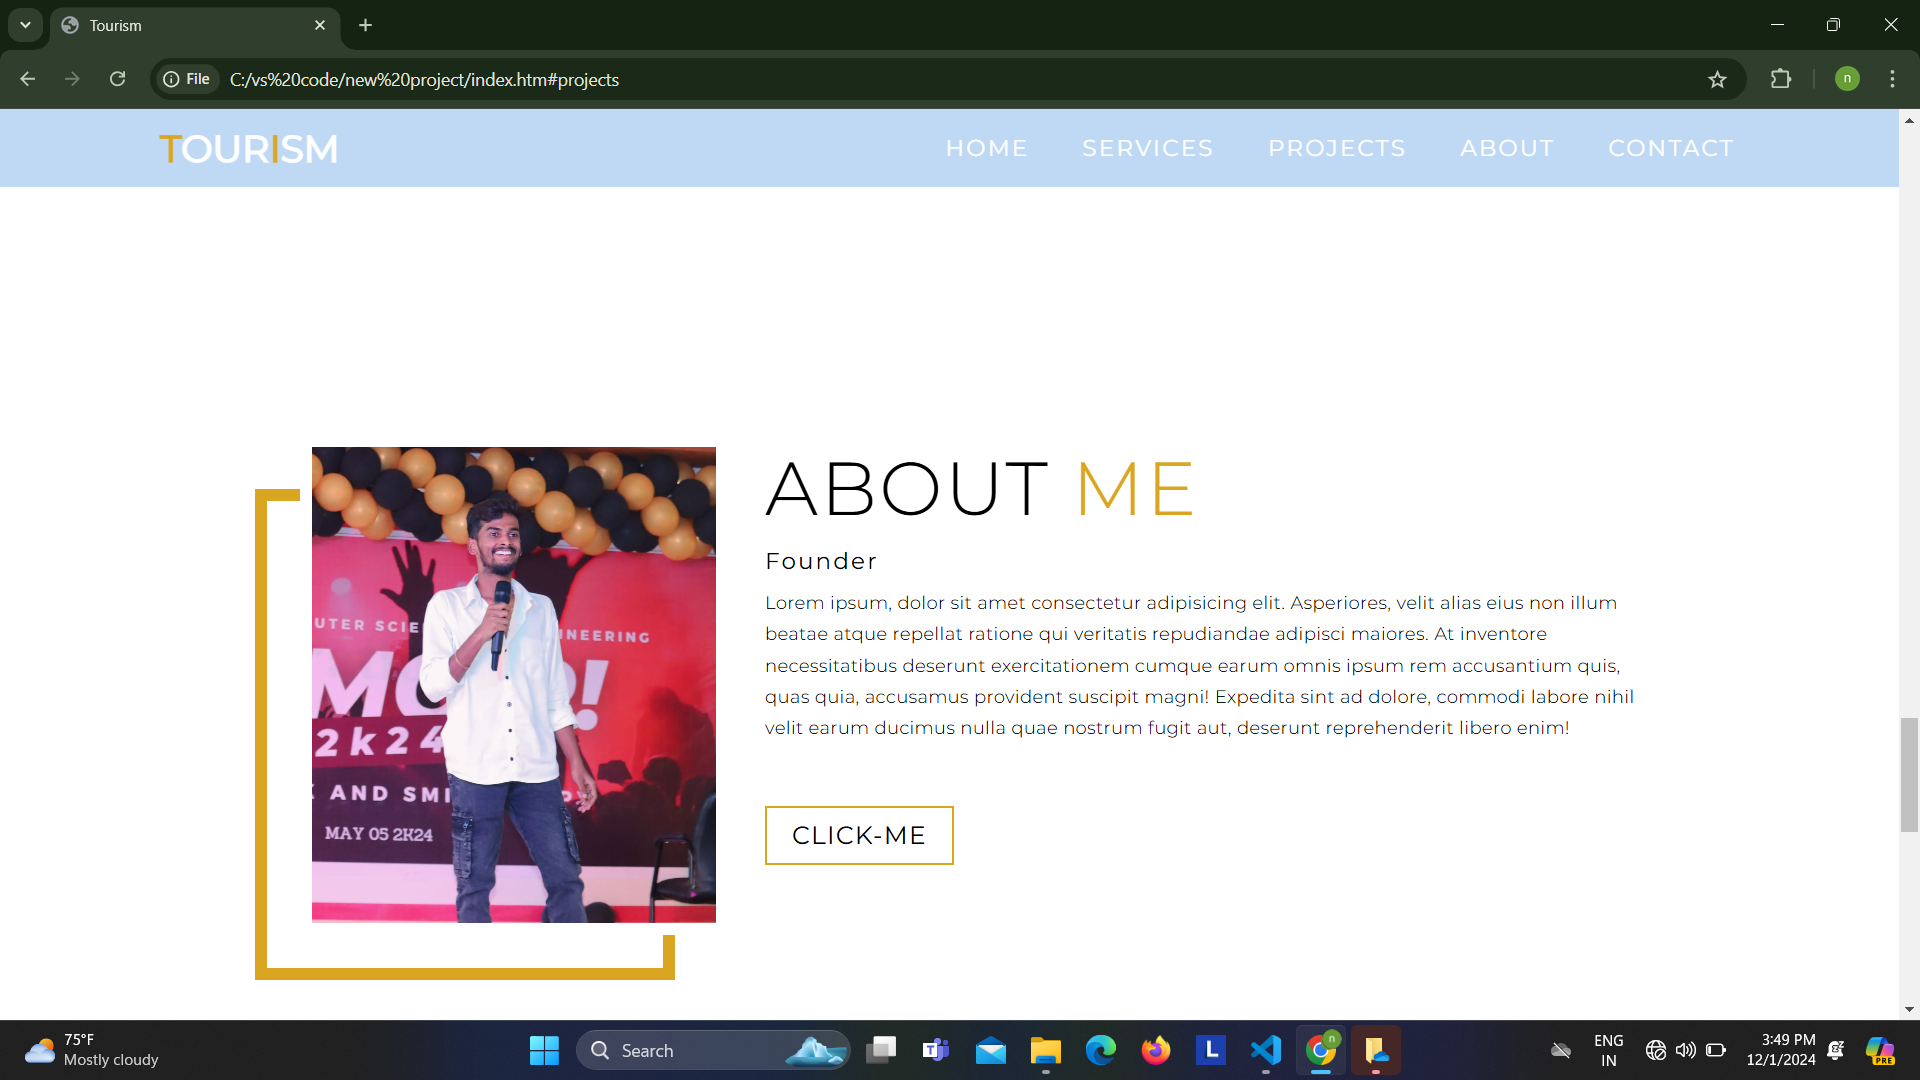 Tourism
File
C:/vs%20code/new%20project/index.htm#projects
n
TOURISM
HOME
SERVICES
PROJECTS
ABOUT
CONTACT
ABOUT ME
Founder
Lorem ipsum, dolor sit amet consectetur adipisicing elit. Asperiores, velit alias eius non illum
beatae atque repellat ratione qui veritatis repudiandae adipisci maiores. At inventore
necessitatibus deserunt exercitationem cumque earum omnis ipsum rem accusantium quis,
quas quia, accusamus provident suscipit magni! Expedita sint ad dolore, commodi labore nihil
velit earum ducimus nulla quae nostrum fugit aut, deserunt reprehenderit libero enim!
CLICK-ME
UTER SCIE
INEERING
2k24
AND SMI
MAY 05 2K24
75°F
Mostly cloudy
Search
T
L
n
ENG
IN
3:49 PM
12/1/2024
PRE